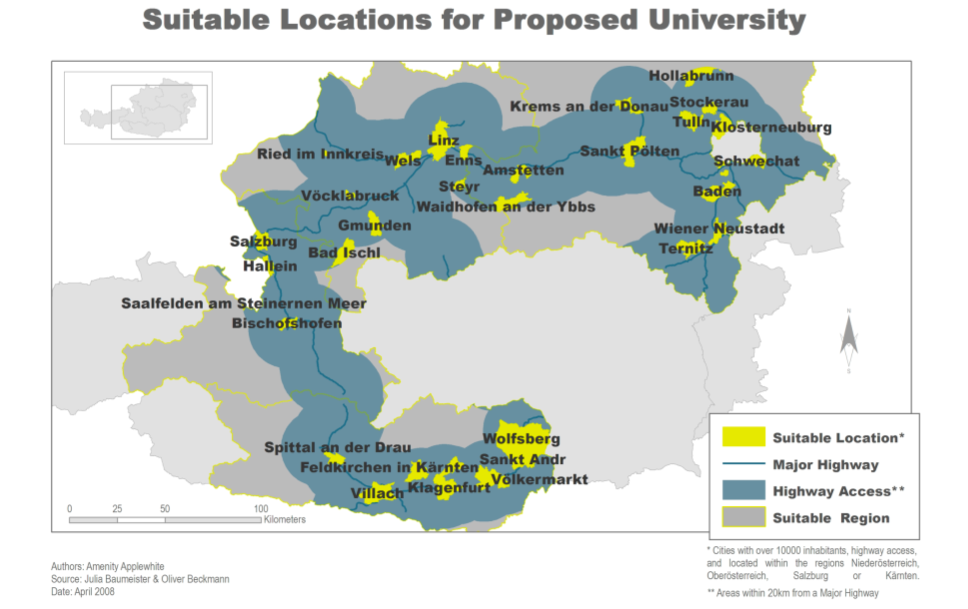 Suitable Locations for Proposed University
Hollabrunn
Krems an der Donau
Stockerau
Tulln
Klosterneuburg
Linz
Ried im Innkreis
Wels
Enns
Sankt Pölten
Schwechat
Amstetten
Steyr
Vöcklabruck
Baden
Waidhofen an der Ybbs
Gmunden
Wiener Neustadt
Salzburg
Bad Ischl
Ternitz
Hallein
Saalfelden am Steinernen Meer
Bischofshofen
N
S
Wolfsberg
Spittal an der Drau
Sankt Andr
Feldkirchen in Kärnten
Völkermarkt
Villach
Klagenfurt
0 25 50 100
Kilometers
Suitable Location*
Major Highway
Highway Access**
Suitable Region
* Cities with over 10000 inhabitants, highway access,
and located within the regions Niederösterreich,
Oberösterreich, Salzburg or Kärnten.
** Areas within 20km from a Major Highway
Authors: Amenity Applewhite
Source: Julia Baumeister & Oliver Beckmann
Date: April 2008